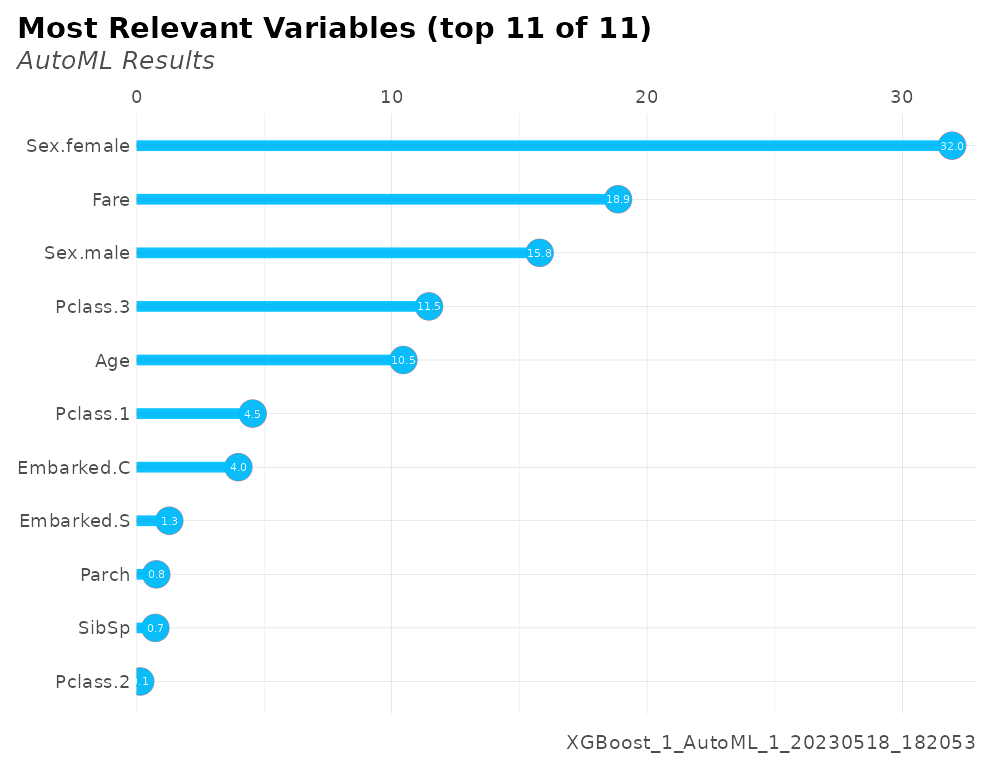 Most Relevant Variables (top 11 of 11)
AutoML Results
0 10 20 30
Sex.female 32.0
Fare 18.9
Sex.male 15.8
Pclass.3 11.5
Age 10.5
Pclass.1 4.5
Embarked.C 4.0
Embarked.S 1.3
Parch 0.8
SibSp 0.7
Pclass.2 .1
XGBoost_1_AutoML_1_20230518_182053